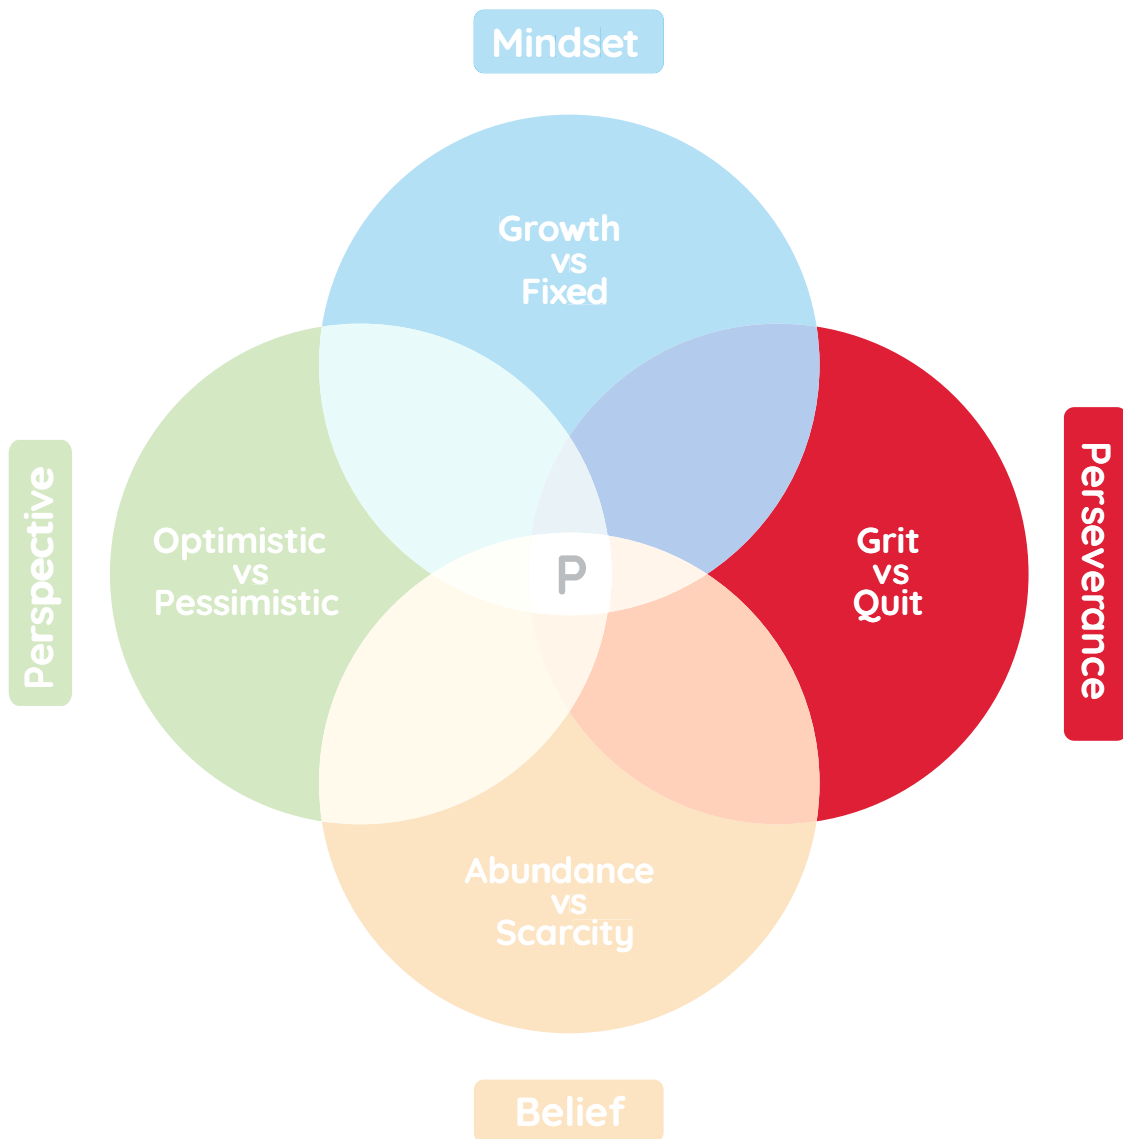 Mindset
Growth
vs
Fixed
Perspective
Optimistic
vs
Pessimistic
P
Grit
vs
Quit
Perseverance
Abundance
vs
Scarcity
Belief